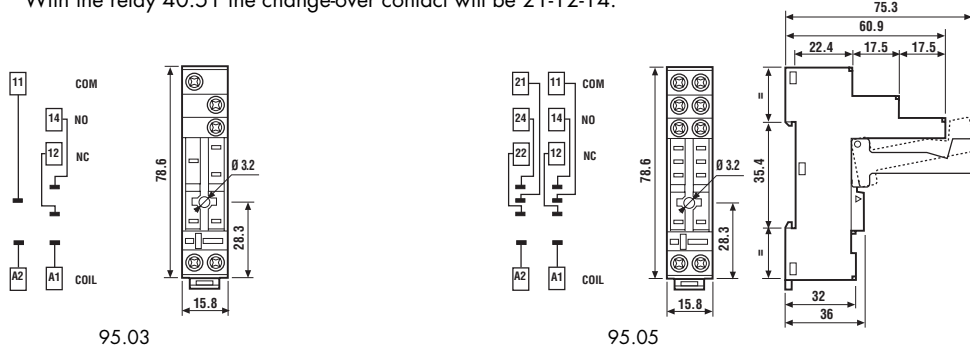 With the relay 40.51 the change-over contact will be 21-12-14.
75.3
60.9
22.4 17.5 17.5
11 COM
14 NO
12 NC
A2 A1 COIL
78.6
Ø 3.2
28.3
15.8
95.03
21 11 COM
24 14 NO
22 12 NC
A2 A1 COIL
78.6
Ø 3.2
28.3
15.8
95.05
=
35.4
=
32
36